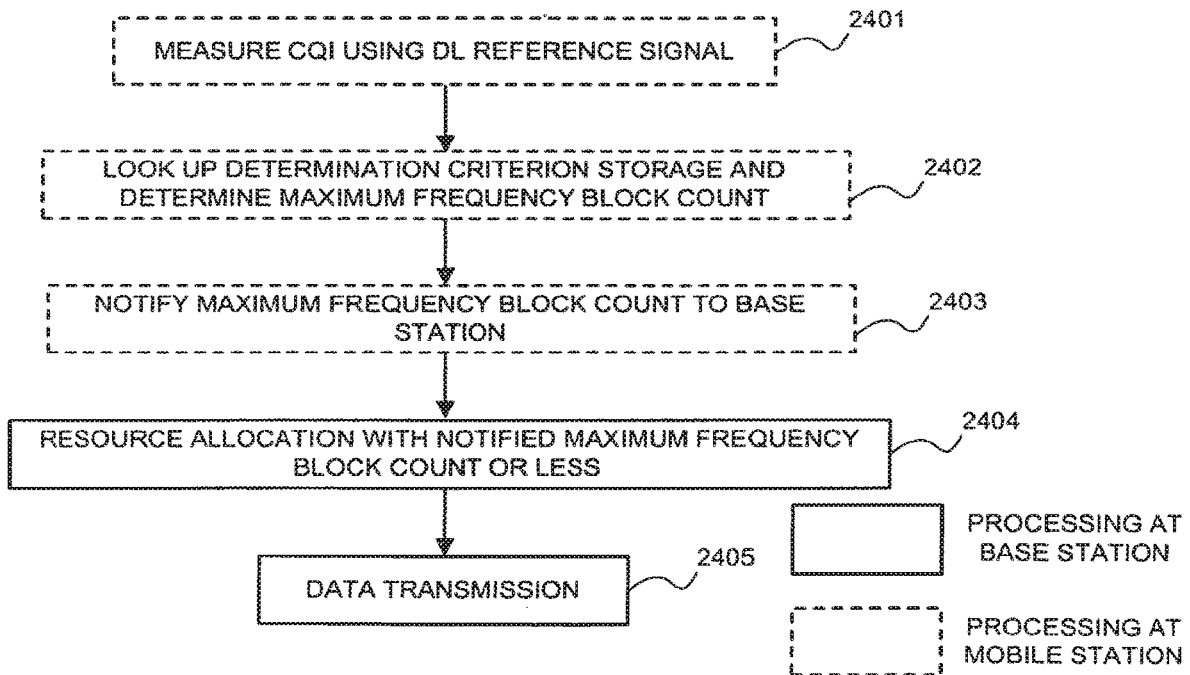 2401
MEASURE CQI USING DL REFERENCE SIGNAL
LOOK UP DETERMINATION CRITERION STORAGE AND
DETERMINE MAXIMUM FREQUENCY BLOCK COUNT
2402
NOTIFY MAXIMUM FREQUENCY BLOCK COUNT TO BASE
STATION
2403
RESOURCE ALLOCATION WITH NOTIFIED MAXIMUM FREQUENCY
BLOCK COUNT OR LESS
2404
DATA TRANSMISSION
2405
PROCESSING AT
BASE STATION
PROCESSING AT
MOBILE STATION